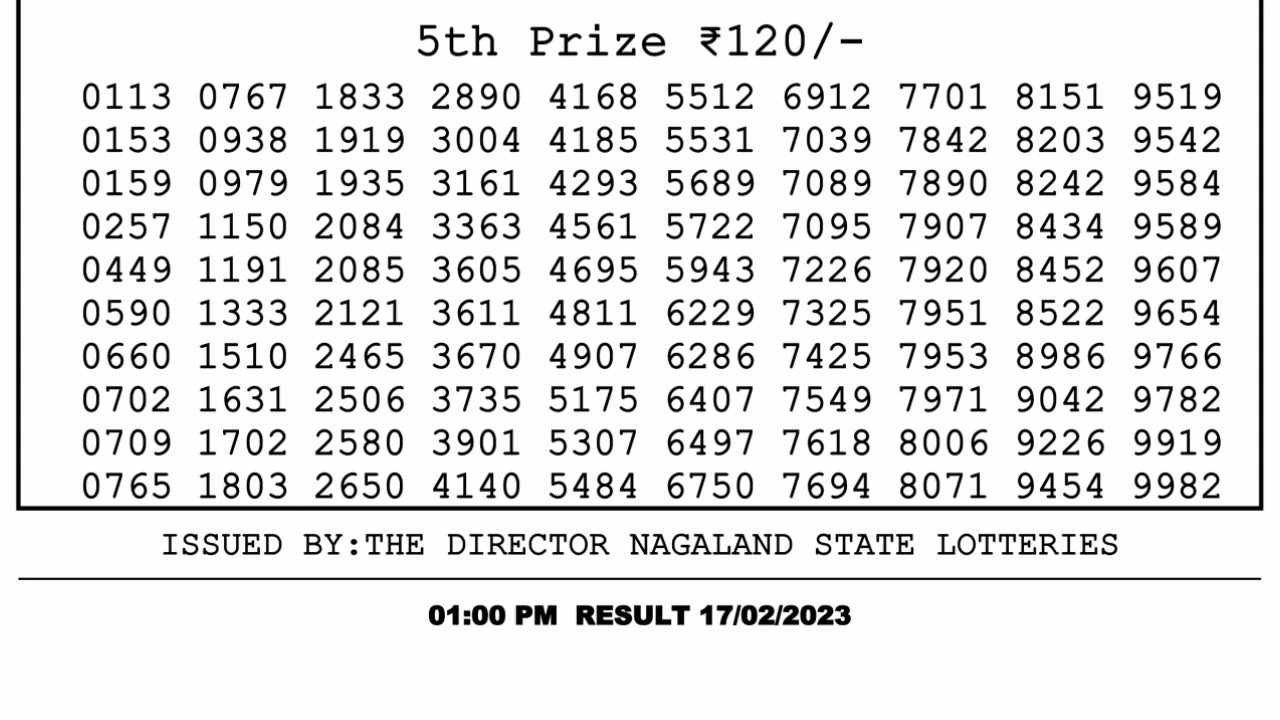 5th Prize ₹120/-
0113 0767 1833 2890 4168 5512 6912 7701 8151 9519
0153 0938 1919 3004 4185 5531 7039 7842 8203 9542
0159 0979 1935 3161 4293 5689 7089 7890 8242 9584
0257 1150 2084 3363 4561 5722 7095 7907 8434 9589
0449 1191 2085 3605 4695 5943 7226 7920 8452 9607
0590 1333 2121 3611 4811 6229 7325 7951 8522 9654
0660 1510 2465 3670 4907 6286 7425 7953 8986 9766
0702 1631 2506 3735 5175 6407 7549 7971 9042 9782
0709 1702 2580 3901 5307 6497 7618 8006 9226 9919
0765 1803 2650 4140 5484 6750 7694 8071 9454 9982
ISSUED BY:THE DIRECTOR NAGALAND STATE LOTTERIES
01:00 PM RESULT 17/02/2023